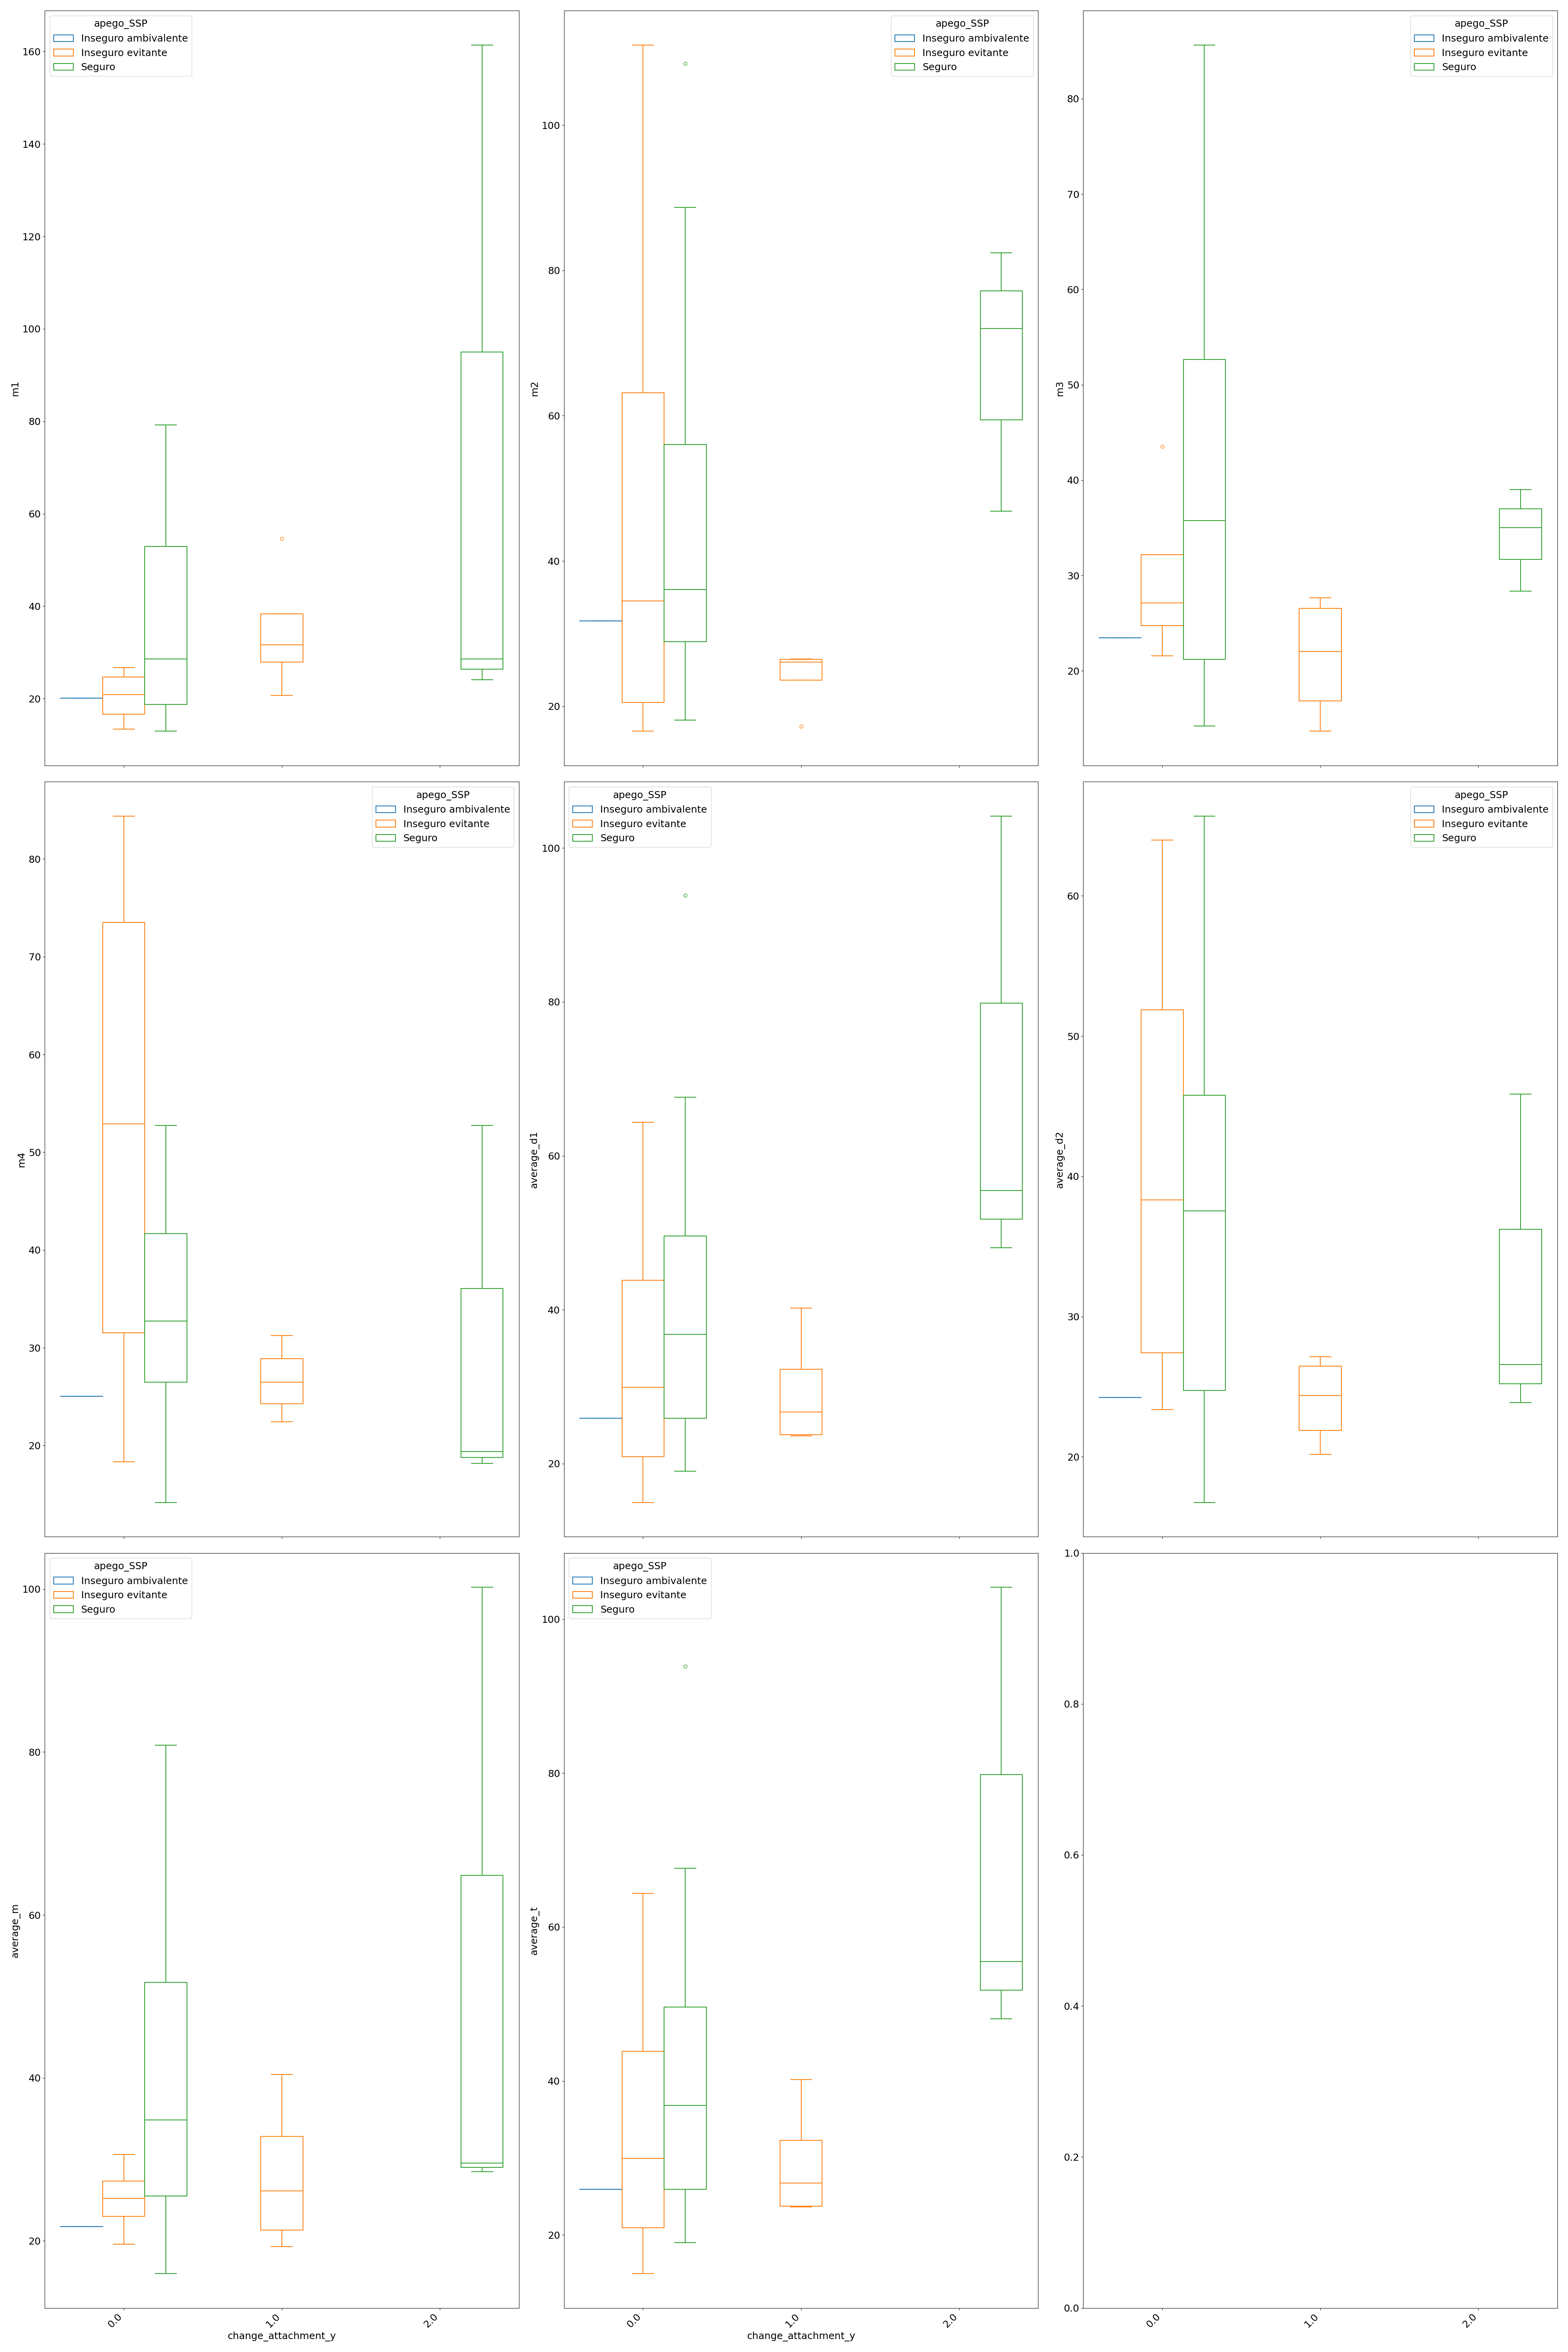 apego_SSP
Inseguro ambivalente
Inseguro evitante
Seguro
160
140
120
100
80
60
40
20
m1
apego_SSP
Inseguro ambivalente
Inseguro evitante
Seguro
100
80
60
40
20
m2
apego_SSP
Inseguro ambivalente
Inseguro evitante
Seguro
80
70
60
50
40
30
20
m3
apego_SSP
Inseguro ambivalente
Inseguro evitante
Seguro
80
70
60
50
40
30
20
m4
apego_SSP
Inseguro ambivalente
Inseguro evitante
Seguro
100
80
60
40
20
average_d1
apego_SSP
Inseguro ambivalente
Inseguro evitante
Seguro
60
50
40
30
20
average_d2
apego_SSP
Inseguro ambivalente
Inseguro evitante
Seguro
100
80
60
40
20
average_m
0.0
1.0
2.0
change_attachment_y
apego_SSP
Inseguro ambivalente
Inseguro evitante
Seguro
100
80
60
40
20
average_t
0.0
1.0
2.0
change_attachment_y
1.0
0.8
0.6
0.4
0.2
0.0
0.0
1.0
2.0